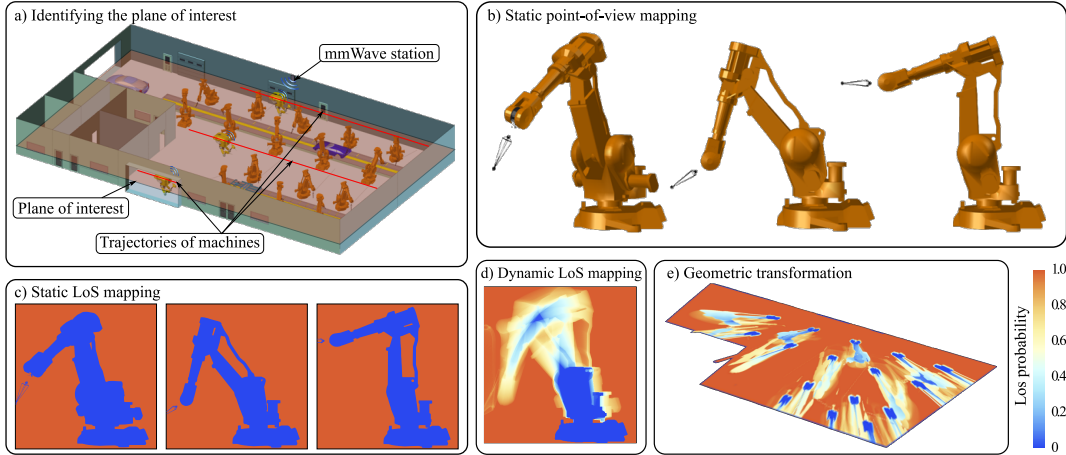 a) Identifying the plane of interest
mmWave station
Plane of interest
Trajectories of machines
b) Static point-of-view mapping
c) Static LoS mapping
d) Dynamic LoS mapping
e) Geometric transformation
Los probability
1.0
0.8
0.6
0.4
0.2
0